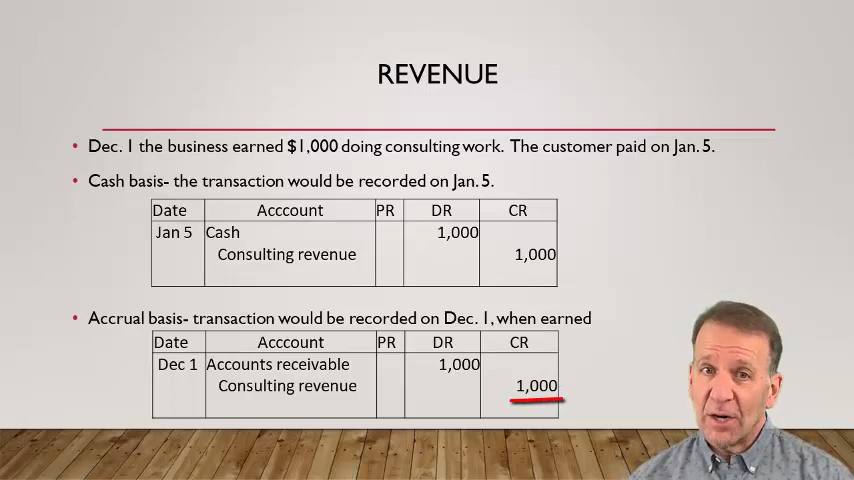 REVENUE
• Dec. 1 the business earned $1,000 doing consulting work. The customer paid on Jan. 5.
• Cash basis- the transaction would be recorded on Jan. 5.
Date Acccount PR DR CR
Jan 5 Cash 1,000
Consulting revenue 1,000
• Accrual basis- transaction would be recorded on Dec. 1, when earned
Date Acccount PR DR CR
Dec 1 Accounts receivable 1,000
Consulting revenue 1,000